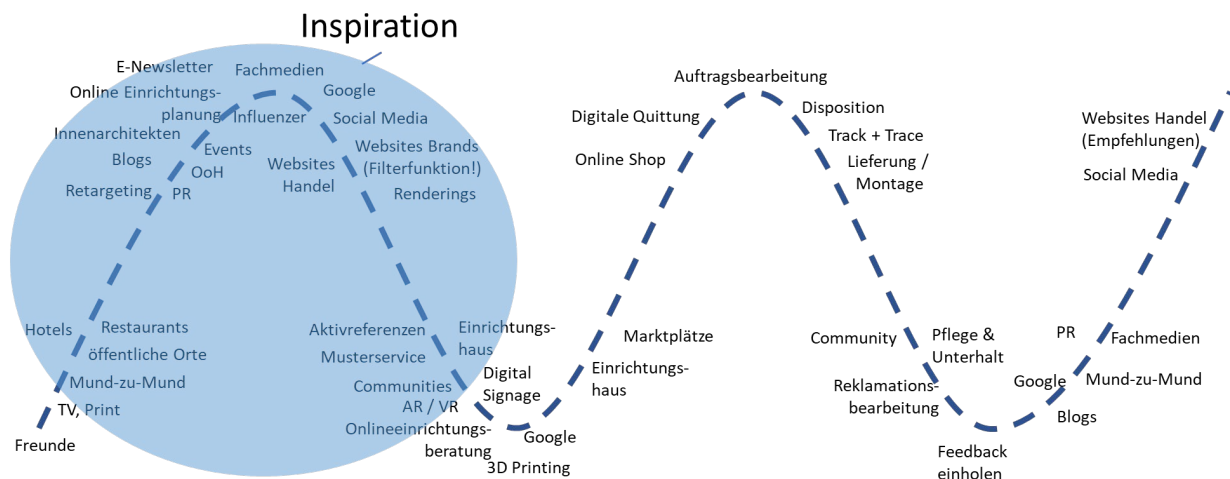 Inspiration
E-Newsletter
Fachmedien
Google
Online Einrichtungs-
planung
Influenzer
Social Media
Innenarchitekten
Events
Blogs
OoH
Websites
Handel
Websites Brands
(Filterfunktion!)
Retargeting
PR
Renderings
Hotels
Restaurants
öffentliche Orte
Mund-zu-Mund
TV, Print
Freunde
Aktivreferenzen
Musterservice
Communities
AR / VR
Onlineeinrichtungs-
beratung
Einrichtungs-
haus
Digital
Signage
Google
3D Printing
Auftragsbearbeitung
Digitale Quittung
Online Shop
Marktplätze
Einrichtungs-
haus
Disposition
Track + Trace
Lieferung /
Montage
Community
Pflege &
Unterhalt
Reklamations-
bearbeitung
Feedback
einholen
Websites Handel
(Empfehlungen)
Social Media
PR
Fachmedien
Google
Mund-zu-Mund
Blogs